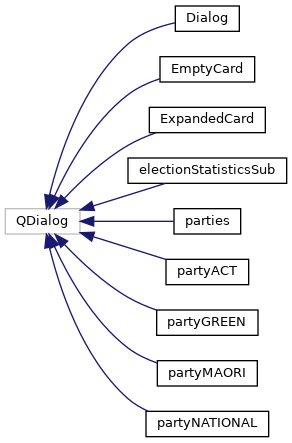 Dialog
EmptyCard
ExpandedCard
electionStatisticsSub
QDialog
parties
partyACT
partyGREEN
partyMAORI
partyNATIONAL